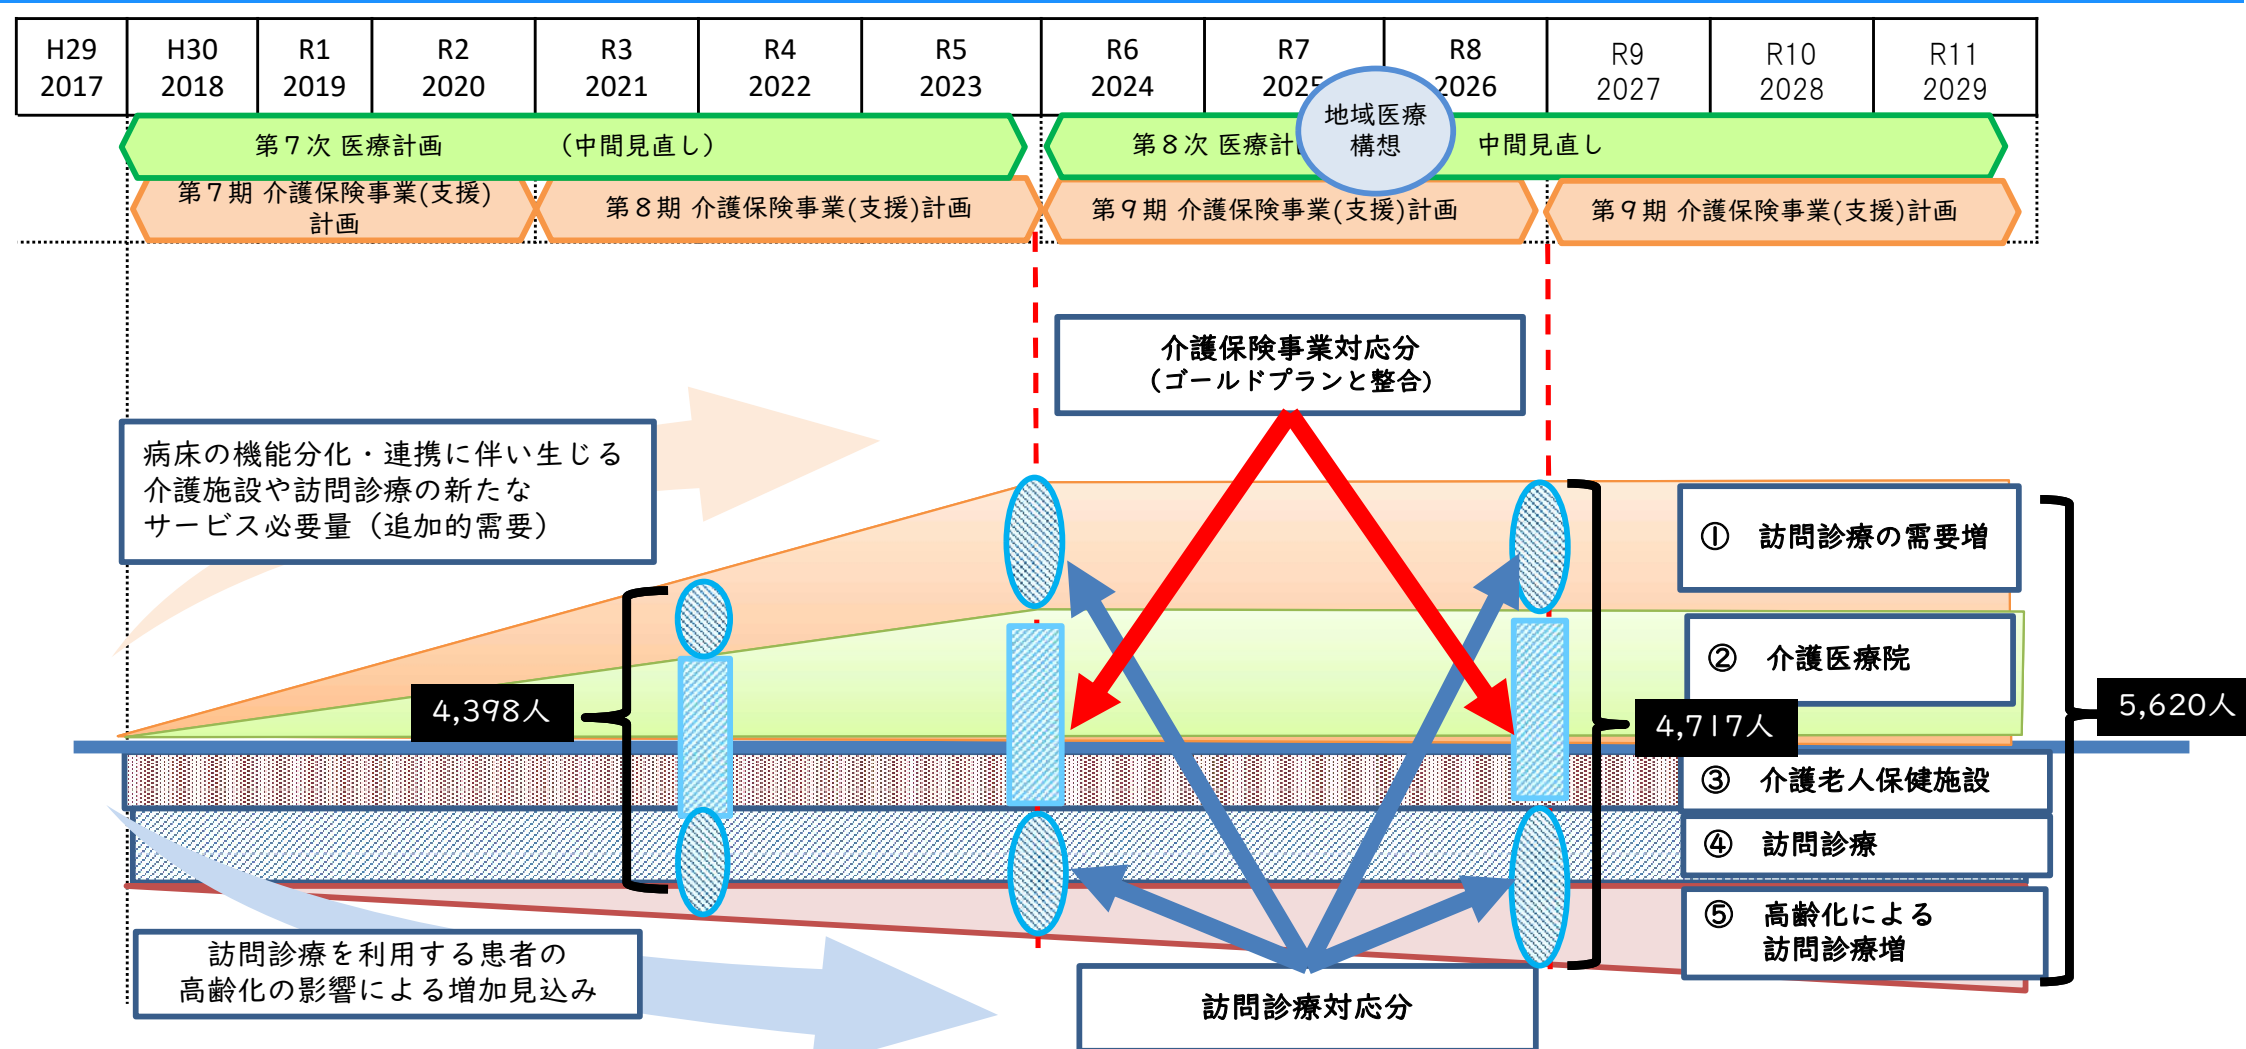 H29 H30 R1 R2 R3 R4 R5 R6 R7 R8 R9 R10 R11
2017 2018 2019 2020 2021 2022 2023 2024 2025 2026 2027 2028 2029
第7次 医療計画 (中間見直し)
第8次 医療計
地域医療
構想
中間見直し
第7期 介護保険事業(支援)
計画
第8期 介護保険事業(支援)計画
第9期 介護保険事業(支援)計画
第9期 介護保険事業(支援)計画
介護保険事業対応分
(ゴールドプランと整合)
病床の機能分化・連携に伴い生じる
介護施設や訪問診療の新たな
サービス必要量(追加的需要)
① 訪問診療の需要増
② 介護医療院
4,398人
4,717人
5,620人
③ 介護老人保健施設
④ 訪問診療
⑤ 高齢化による
訪問診療増
訪問診療を利用する患者の
高齢化の影響による増加見込み
訪問診療対応分